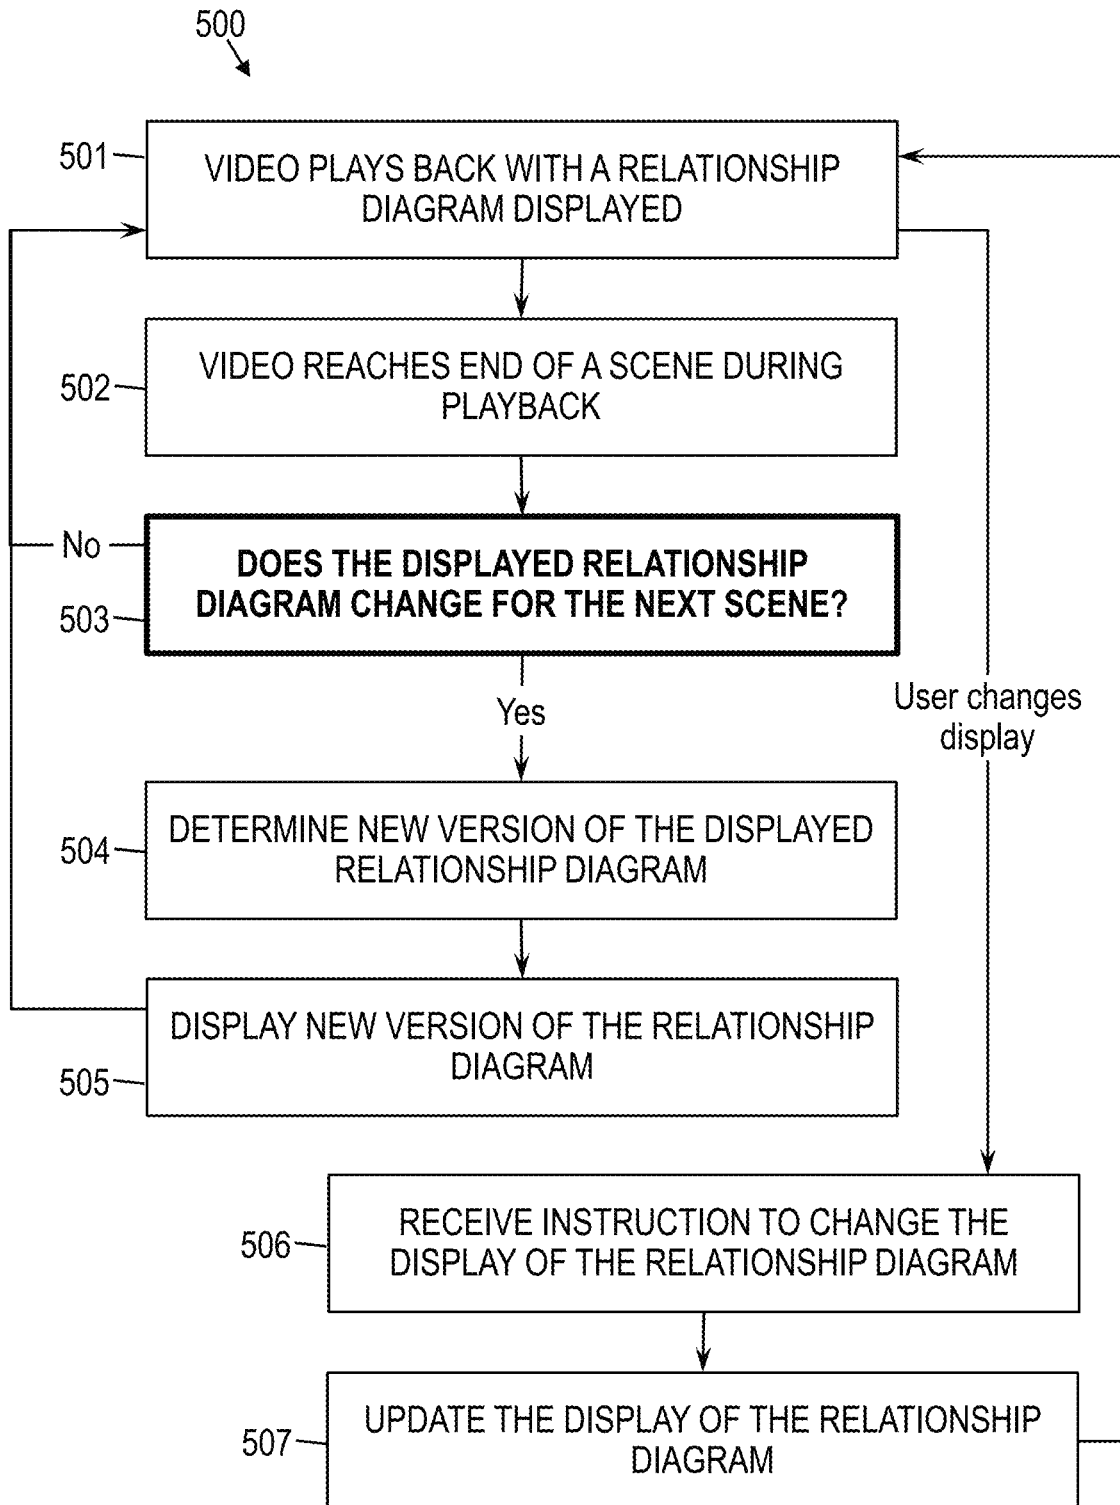 500
501
VIDEO PLAYS BACK WITH A RELATIONSHIP
DIAGRAM DISPLAYED
502
VIDEO REACHES END OF A SCENE DURING
PLAYBACK
No
503
DOES THE DISPLAYED RELATIONSHIP
DIAGRAM CHANGE FOR THE NEXT SCENE?
Yes
User changes
display
504
DETERMINE NEW VERSION OF THE DISPLAYED
RELATIONSHIP DIAGRAM
505
DISPLAY NEW VERSION OF THE RELATIONSHIP
DIAGRAM
506
RECEIVE INSTRUCTION TO CHANGE THE
DISPLAY OF THE RELATIONSHIP DIAGRAM
507
UPDATE THE DISPLAY OF THE RELATIONSHIP
DIAGRAM